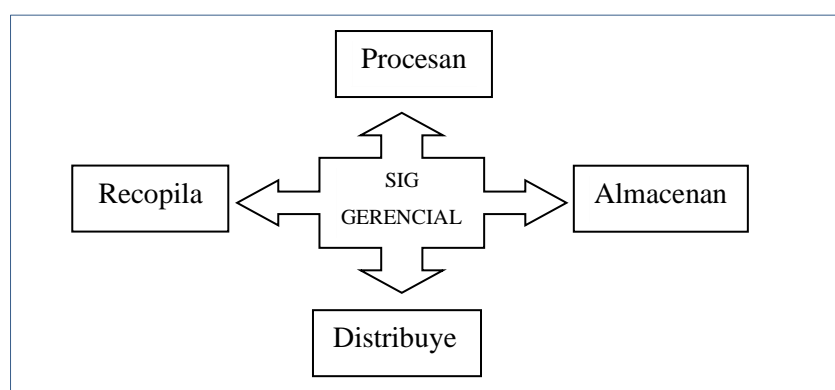 Procesan
Recopila
SIG
GERENCIAL
Almacenan
Distribuye